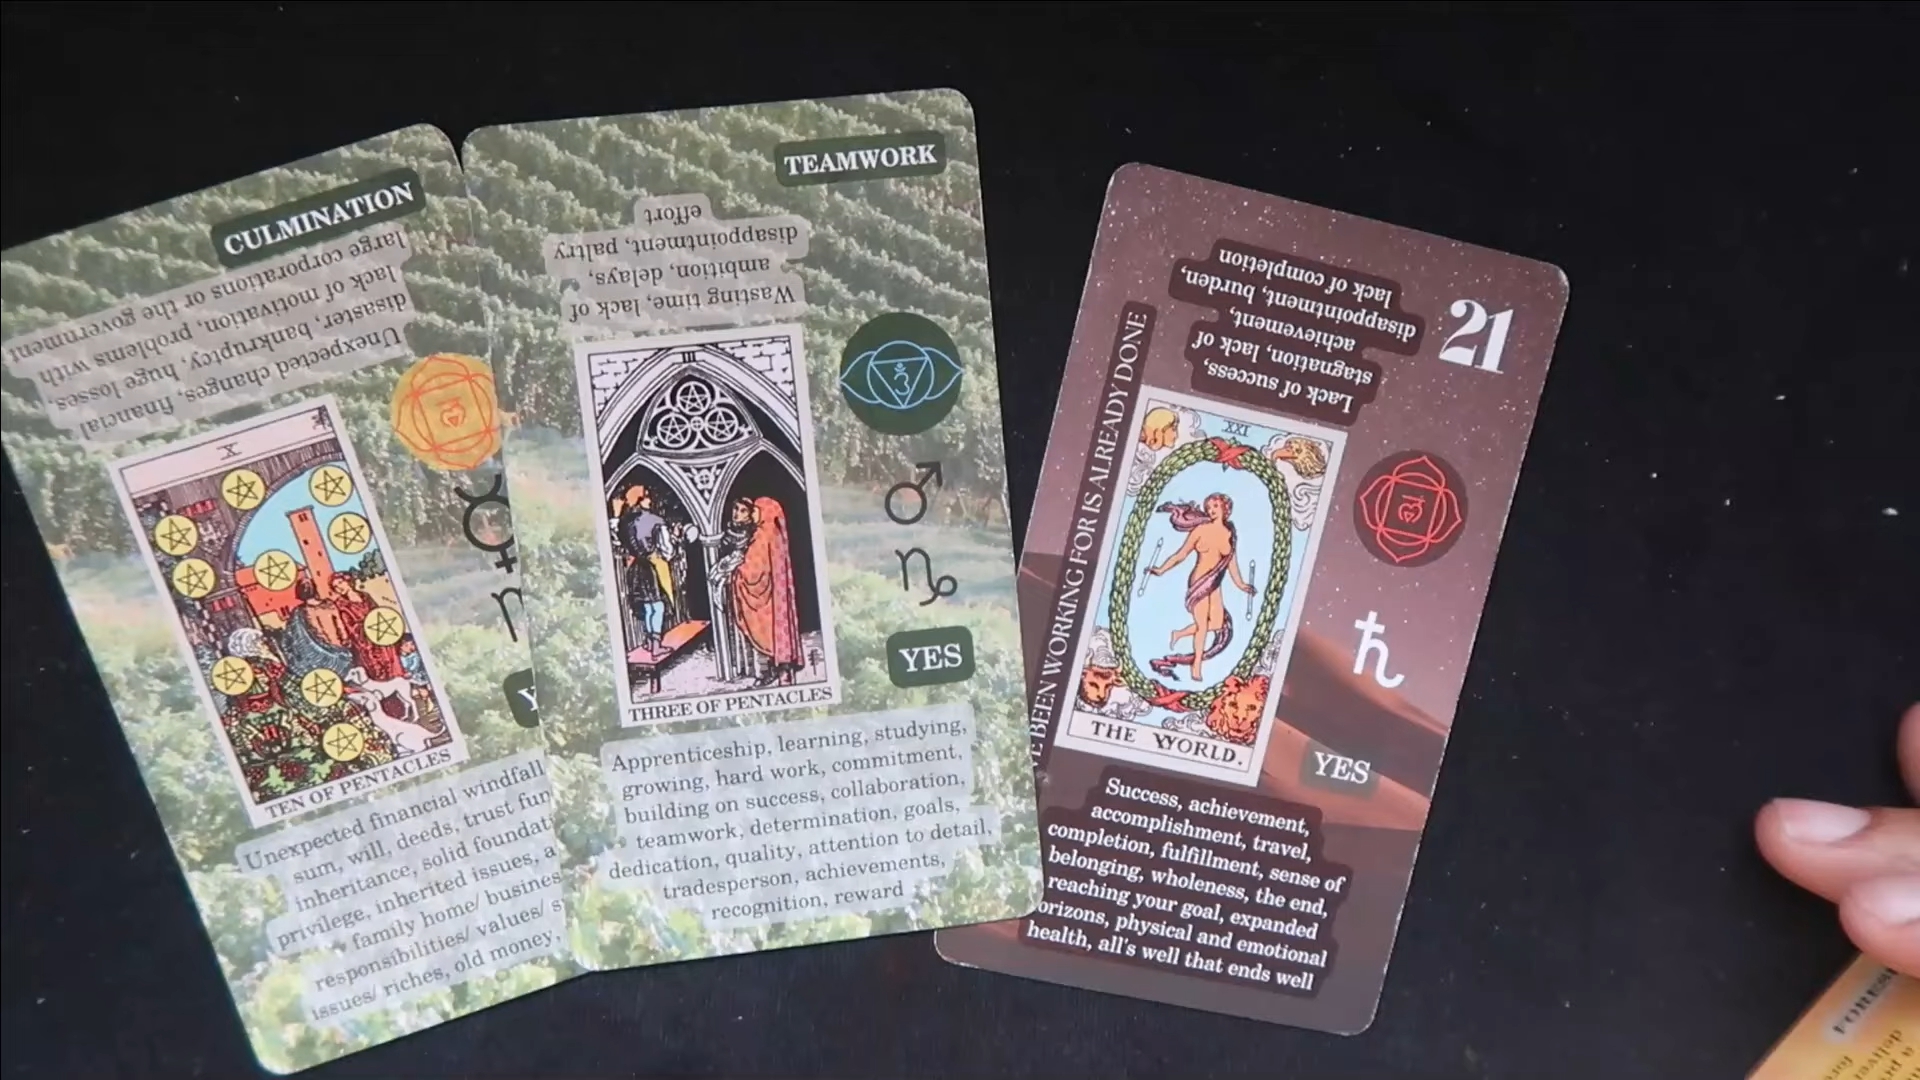 CULMINATION
Unexpected changes, financial
disaster, bankruptcy, huge losses,
lack of motivation, problems with
large corporations or the government
X
TEN OF PENTACLES
Unexpected financial windfall
sum, will, deeds, trust fun
inheritance, solid foundati
privilege, inherited issues, a
family home/ busines
responsibilities/ values/ s
issues/ riches, old money,
TEAMWORK
Wasting time, lack of
ambition, delays,
disappointment, paltry
effort
THREE OF PENTACLES
YES
Apprenticeship, learning, studying,
growing, hard work, commitment,
building on success, collaboration,
teamwork, determination, goals,
dedication, quality, attention to detail,
tradesperson, achievements,
recognition, reward
21
Lack of success,
stagnation, lack of
achievement,
disappointment, burden,
lack of completion
BEEN WORKING FOR IS ALREADY DONE
XXI
THE WORLD.
YES
Success, achievement,
accomplishment, travel,
completion, fulfillment, sense of
belonging, wholeness, the end,
reaching your goal, expanded
orizons, physical and emotional
health, all's well that ends well